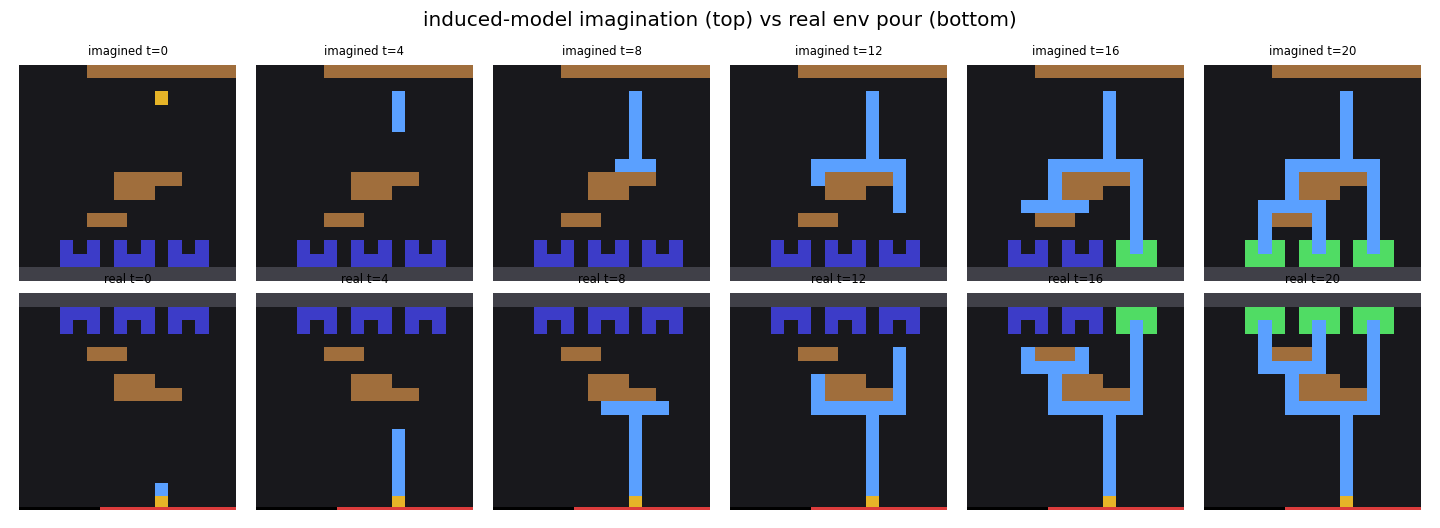 induced-model imagination (top) vs real env pour (bottom)
imagined t=0
imagined t=4
imagined t=8
imagined t=12
imagined t=16
imagined t=20
real t=0
real t=4
real t=8
real t=12
real t=16
real t=20